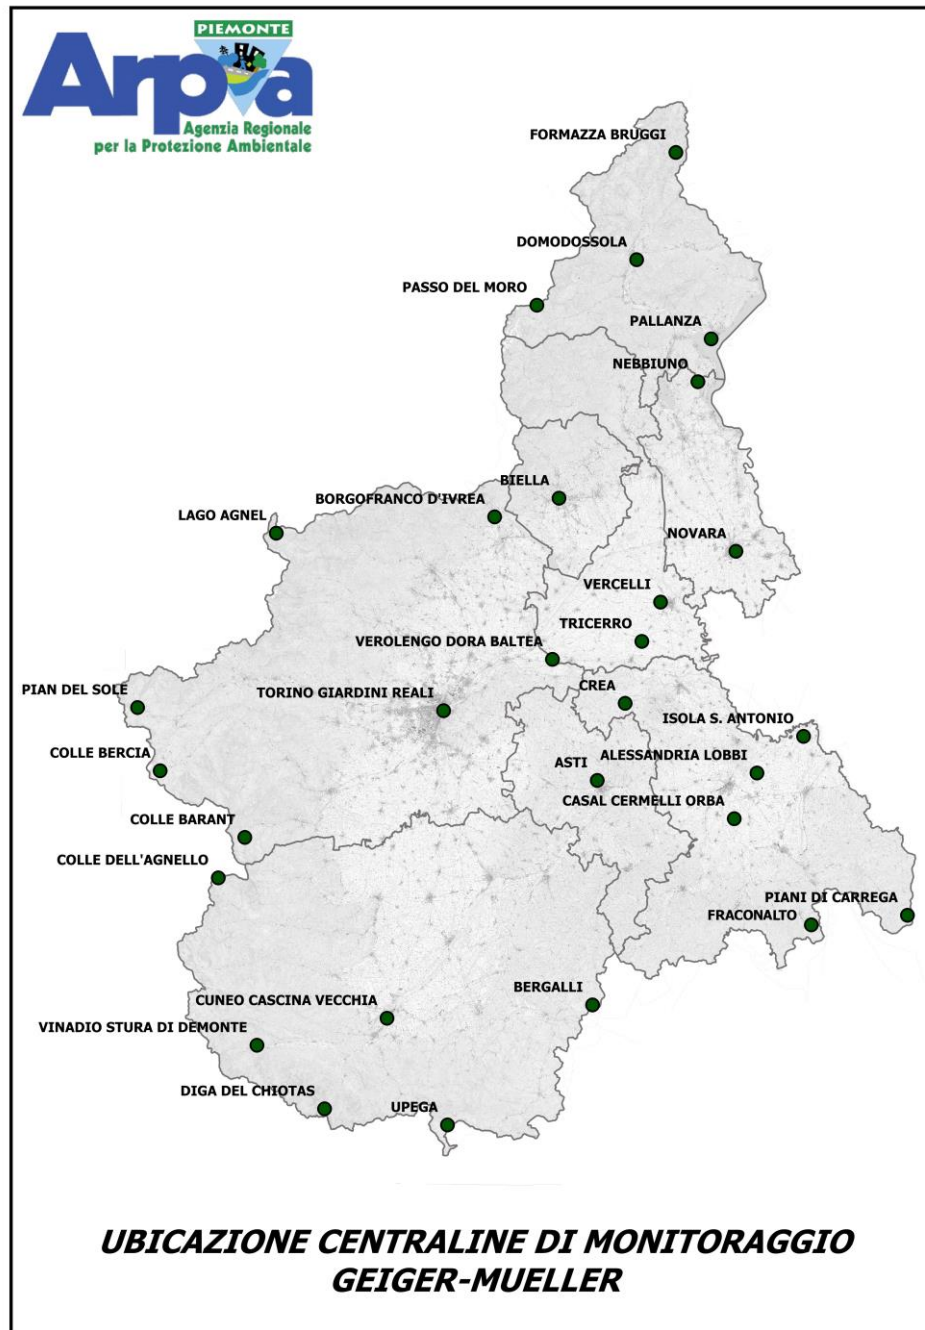 PIEMONTE
Arpa
Agenzia Regionale
per la Protezione Ambientale
FORMAZZA BRUGGI
DOMODOSSOLA
PASSO DEL MORO
PALLANZA
NEBBIUNO
BIELLA
BORGOFRANCO D'IVREA
LAGO AGNEL
NOVARA
VERCELLI
TRICERRO
VEROLENGO DORA BALTEA
CREA
PIAN DEL SOLE
TORINO GIARDINI REALI
ISOLA S. ANTONIO
COLLE BERCIA
ALESSANDRIA LOBBI
ASTI
CASAL CERMELLI ORBA
COLLE BARANT
COLLE DELL'AGNELLO
PIANI DI CARREGA
FRACONALTO
BERGALLI
CUNEO CASCINA VECCHIA
VINADIO STURA DI DEMONTE
DIGA DEL CHIOTAS
UPEGA
UBICAZIONE CENTRALINE DI MONITORAGGIO
GEIGER-MUELLER